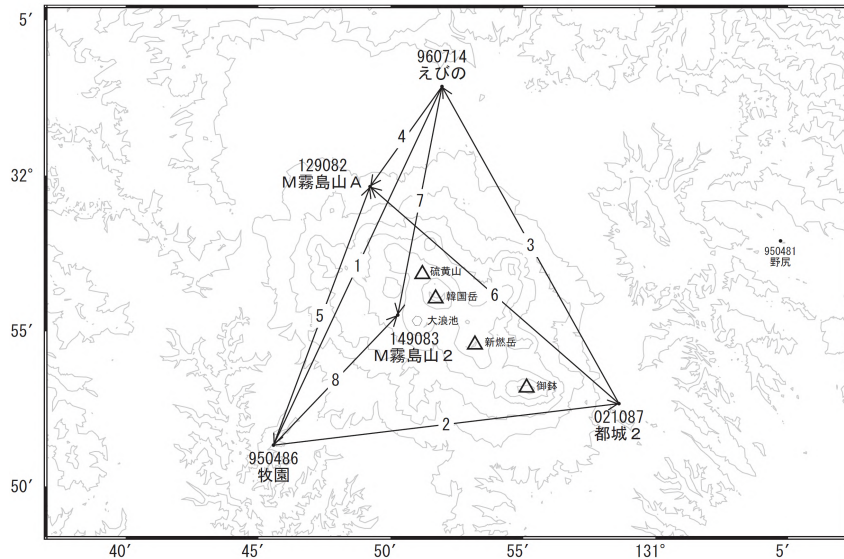 5′
960714
えびの
4
129082
M霧島山A
32°
7
3
950481
野尻
1
硫黄山
6
韓国岳
5
大浪池
55′
149083
M霧島山2
新燃岳
8
御鉢
021087
都城2
2
950486
牧園
50′
40′
45′
50′
55′
131°
5′